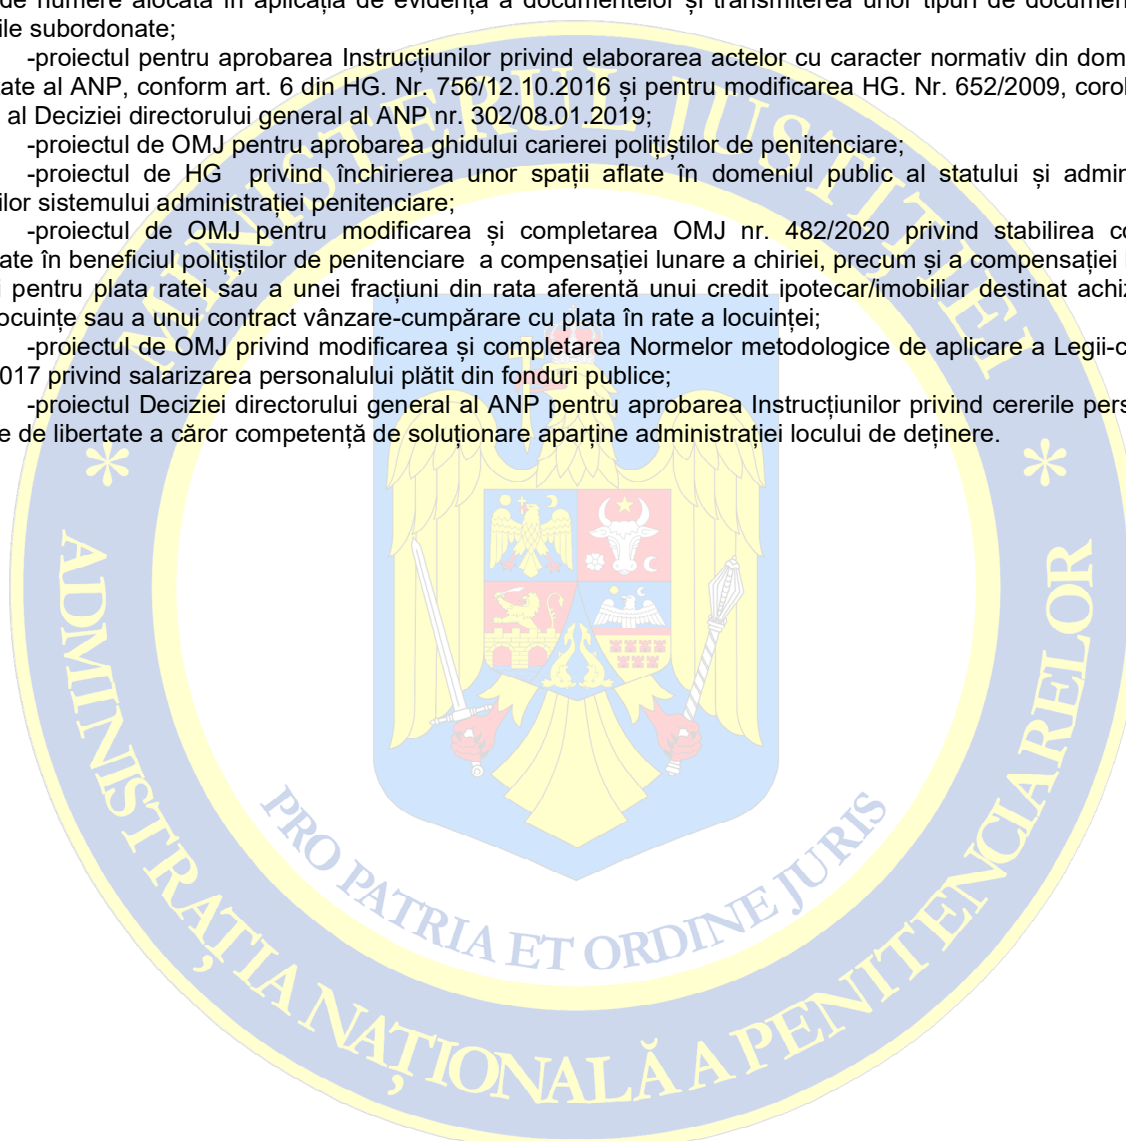 de numere alocată în aplicația de evidență a documentelor și transmiterea unor tipuri de documen
ile subordonate;
-proiectul pentru aprobarea Instrucțiunilor privind elaborarea actelor cu caracter normativ din dom
tate al ANP, conform art. 6 din HG. Nr. 756/12.10.2016 și pentru modificarea HG. Nr. 652/2009, corol
al Deciziei directorului general al ANP nr. 302/08.01.2019;
-proiectul de OMJ pentru aprobarea ghidului carierei polițiștilor de penitenciare;
-proiectul de HG privind închirierea unor spații aflate în domeniul public al statului și admin
ilor sistemului administrației penitenciare;
-proiectul de OMJ pentru modificarea și completarea OMJ nr. 482/2020 privind stabilirea co
ate în beneficiul polițiștilor de penitenciare a compensației lunare a chiriei, precum și a compensației
i pentru plata ratei sau a unei fracțiuni din rata aferentă unui credit ipotecar/imobiliar destinat achiz
ocuințe sau a unui contract vânzare-cumpărare cu plata în rate a locuinței;
-proiectul de OMJ privind modificarea și completarea Normelor metodologice de aplicare a Legii-c
017 privind salarizarea personalului plătit din fonduri publice;
-proiectul Deciziei directorului general al ANP pentru aprobarea Instrucțiunilor privind cererile pers
e de libertate a căror competență de soluționare aparține administrației locului de deținere.
MINISTERUL JUSTIȚIEI
ADMINISTRAȚIA NAȚIONALĂ A PENITENCIARELOR
PRO PATRIA ET ORDINE JURIS